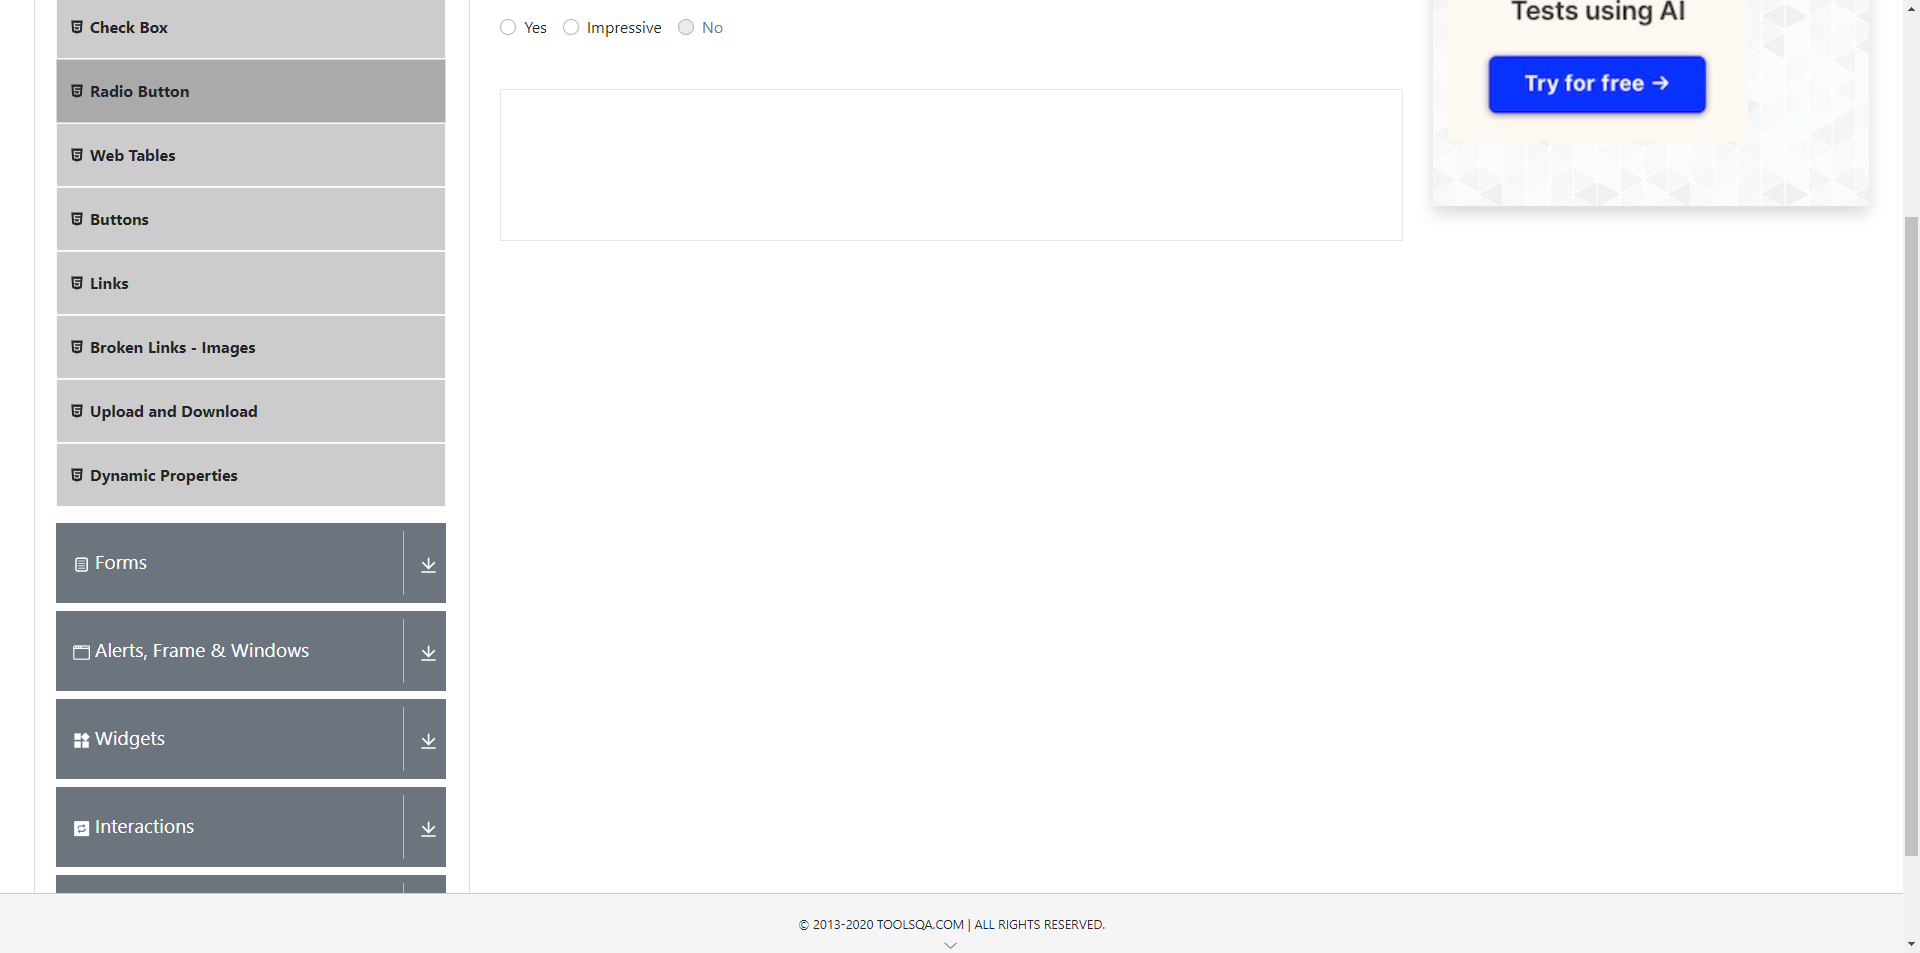 Check Box
Radio Button
Web Tables
Buttons
Links
Broken Links - Images
Upload and Download
Dynamic Properties
Forms
Alerts, Frame & Windows
Widgets
Interactions
Yes
Impressive
No
Tests using AI
Try for free →
© 2013-2020 TOOLSQA.COM | ALL RIGHTS RESERVED.